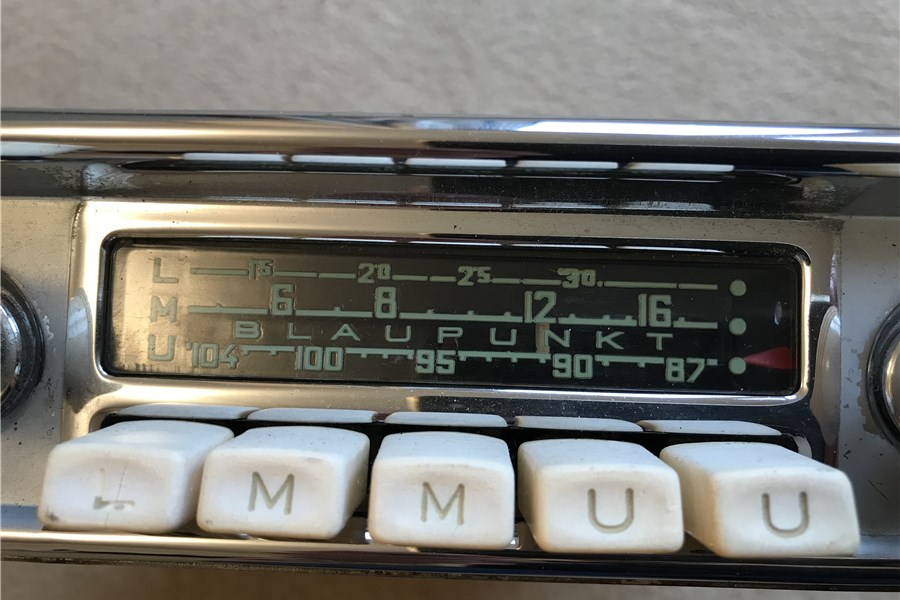 L 15 20 25 30
M 6 8 12 16
BLAUPUNKT
U 104 100 95 90 87
L M M U U